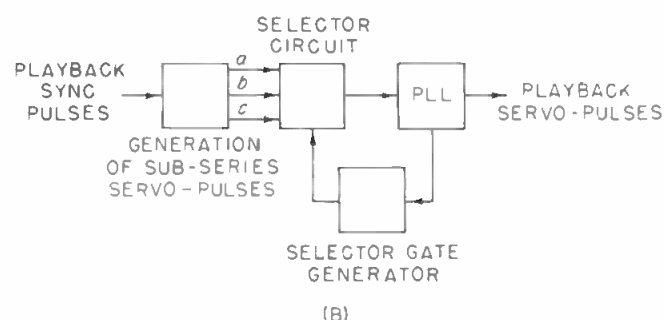 SELECTOR
CIRCUIT
PLAYBACK
SYNC
PULSES
a
b
c
PLL
PLAYBACK
SERVO-PULSES
GENERATION
OF SUB-SERIES
SERVO-PULSES
SELECTOR GATE
GENERATOR
(B)